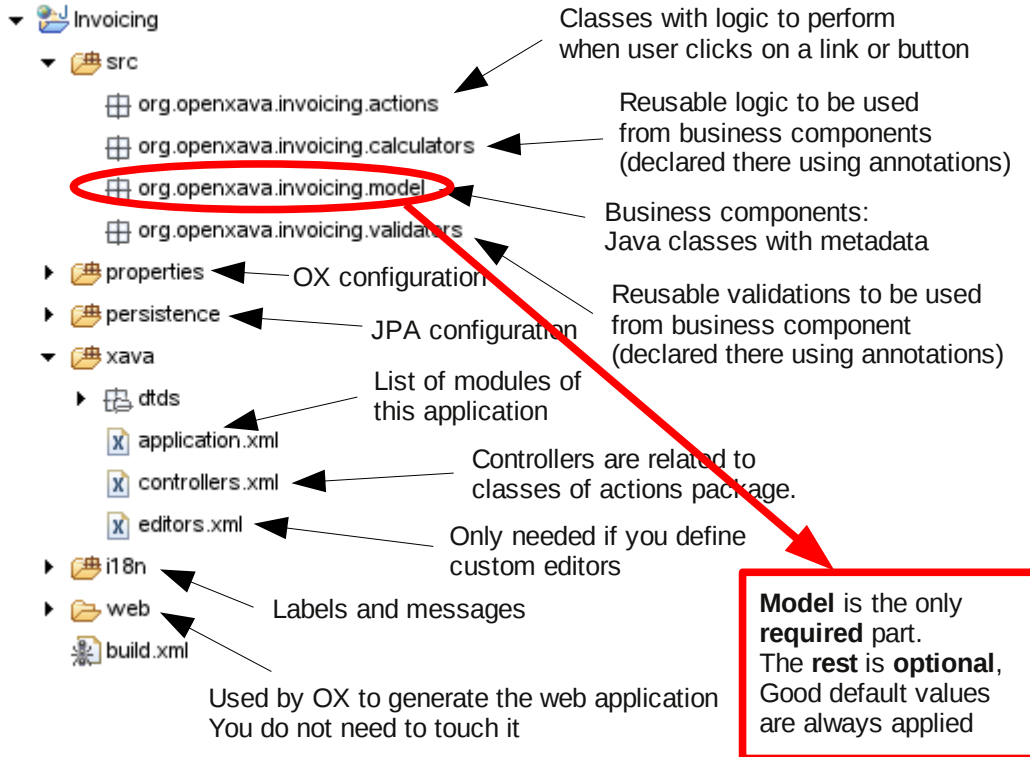 Invoicing
src
org.openxava.invoicing.actions
org.openxava.invoicing.calculators
org.openxava.invoicing.model
org.openxava.invoicing.validators
properties
persistence
xava
dtds
application.xml
controllers.xml
editors.xml
i18n
web
build.xml
Classes with logic to perform
when user clicks on a link or button
Reusable logic to be used
from business components
(declared there using annotations)
Business components:
Java classes with metadata
OX configuration
Reusable validations to be used
from business component
(declared there using annotations)
JPA configuration
List of modules of
this application
Controllers are related to
classes of actions package.
Only needed if you define
custom editors
Labels and messages
Used by OX to generate the web application
You do not need to touch it
Model is the only
required part.
The rest is optional,
Good default values
are always applied